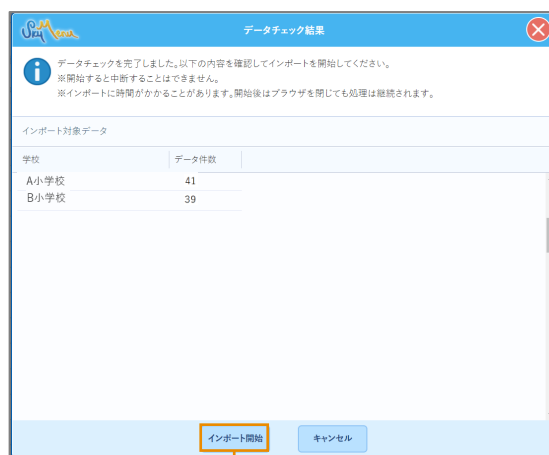 SkyMenu
データチェック結果
データチェックを完了しました。以下の内容を確認してインポートを開始してください。
※開始すると中断することはできません。
※インポートに時間がかかることがあります。開始後はブラウザを閉じても処理は継続されます。
インポート対象データ
学校 データ件数
A小学校 41
B小学校 39
インポート開始 キャンセル